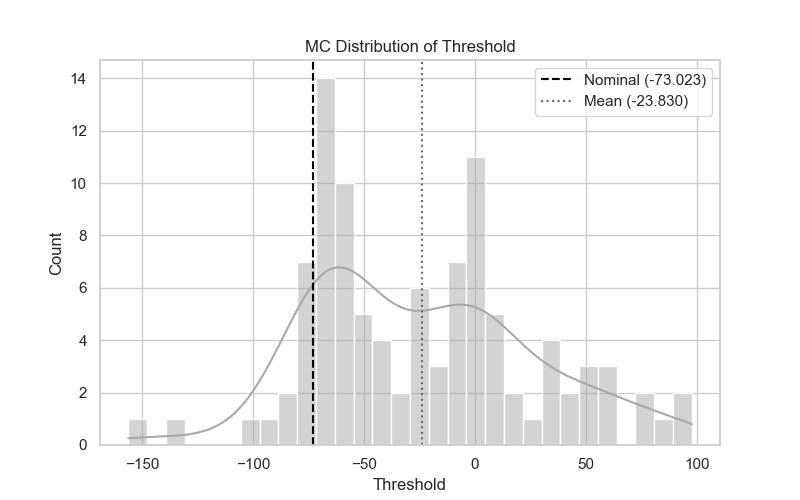 MC Distribution of Threshold
Nominal (-73.023)
Mean (-23.830)
Count
14
12
10
8
6
4
2
0
−150
−100
−50
0
50
100
Threshold